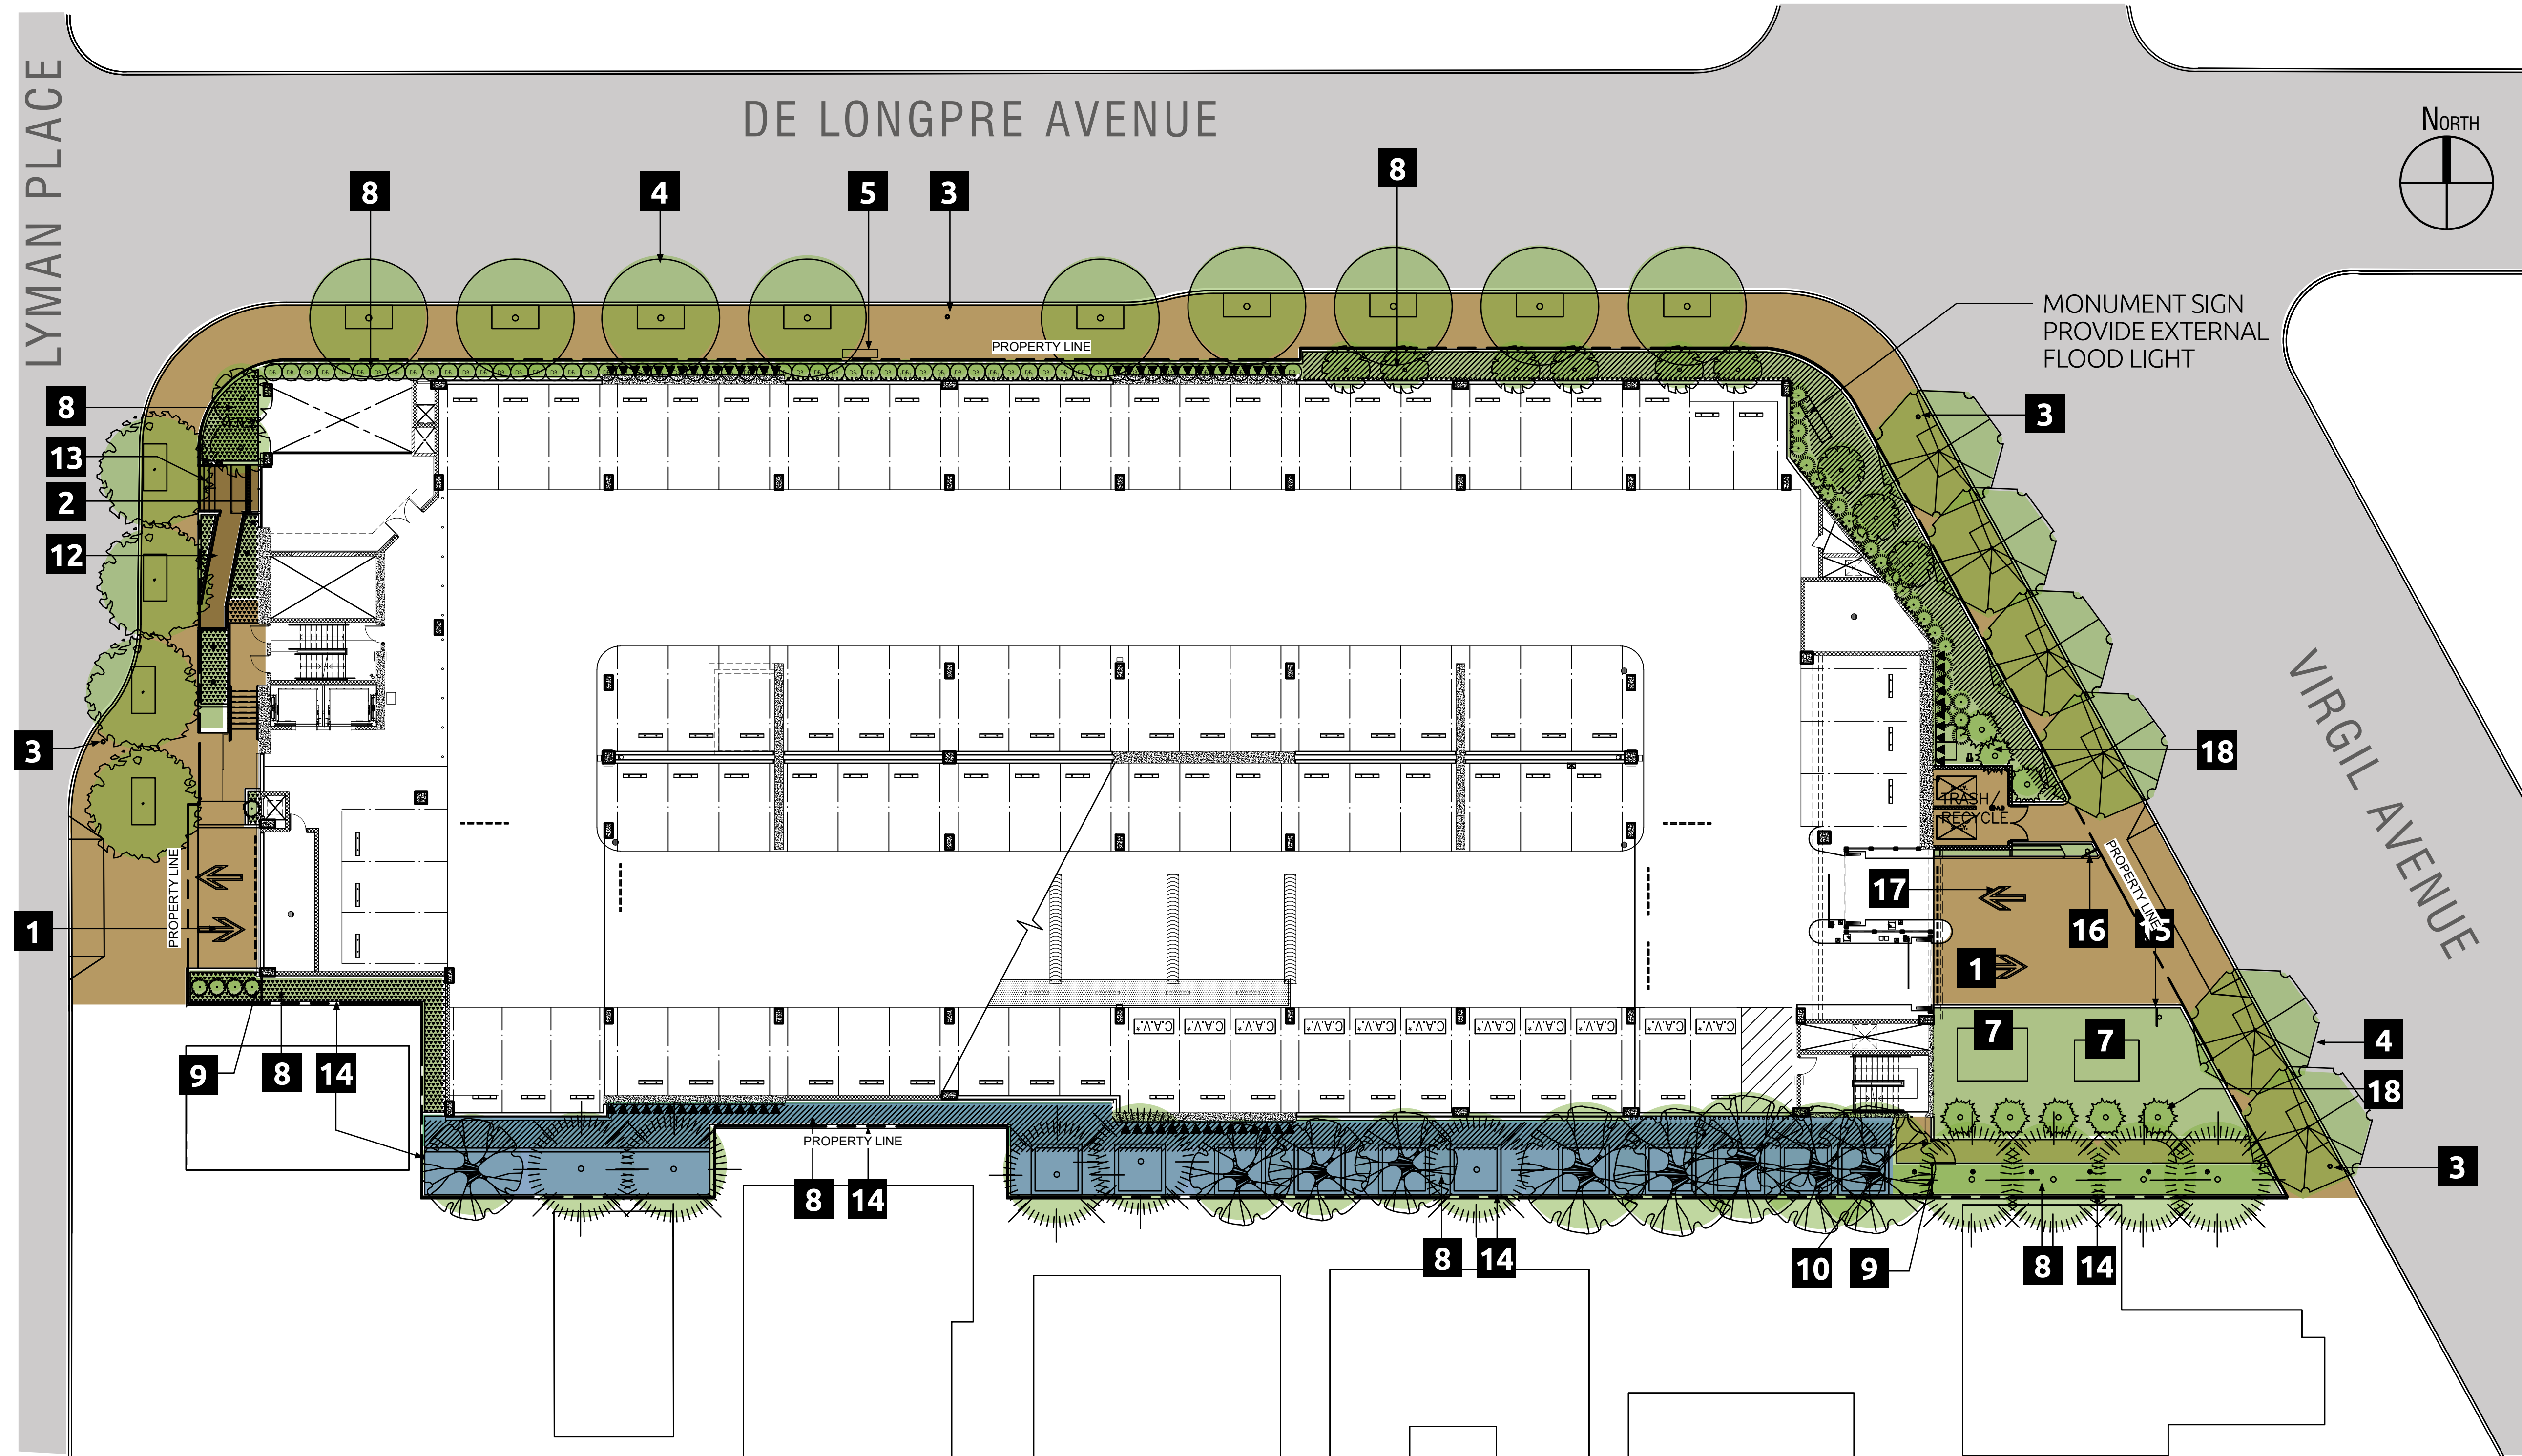 LYMAN PLACE
DE LONGPRE AVENUE
NORTH
8
4
5
3
8
MONUMENT SIGN
PROVIDE EXTERNAL
FLOOD LIGHT
PROPERTY LINE
8
13
2
12
3
3
VIRGIL AVENUE
18
TRASH/
RECYCLE
PROPERTY LINE
PROPERTY LINE
17
1
16
15
1
C.A.V.* C.A.V.* C.A.V.* C.A.V.* C.A.V.* C.A.V.* C.A.V.* C.A.V.* C.A.V.* C.A.V.* C.A.V.* C.A.V.*
7
7
4
9
8
14
18
PROPERTY LINE
3
8
14
8
14
10
9
8
14